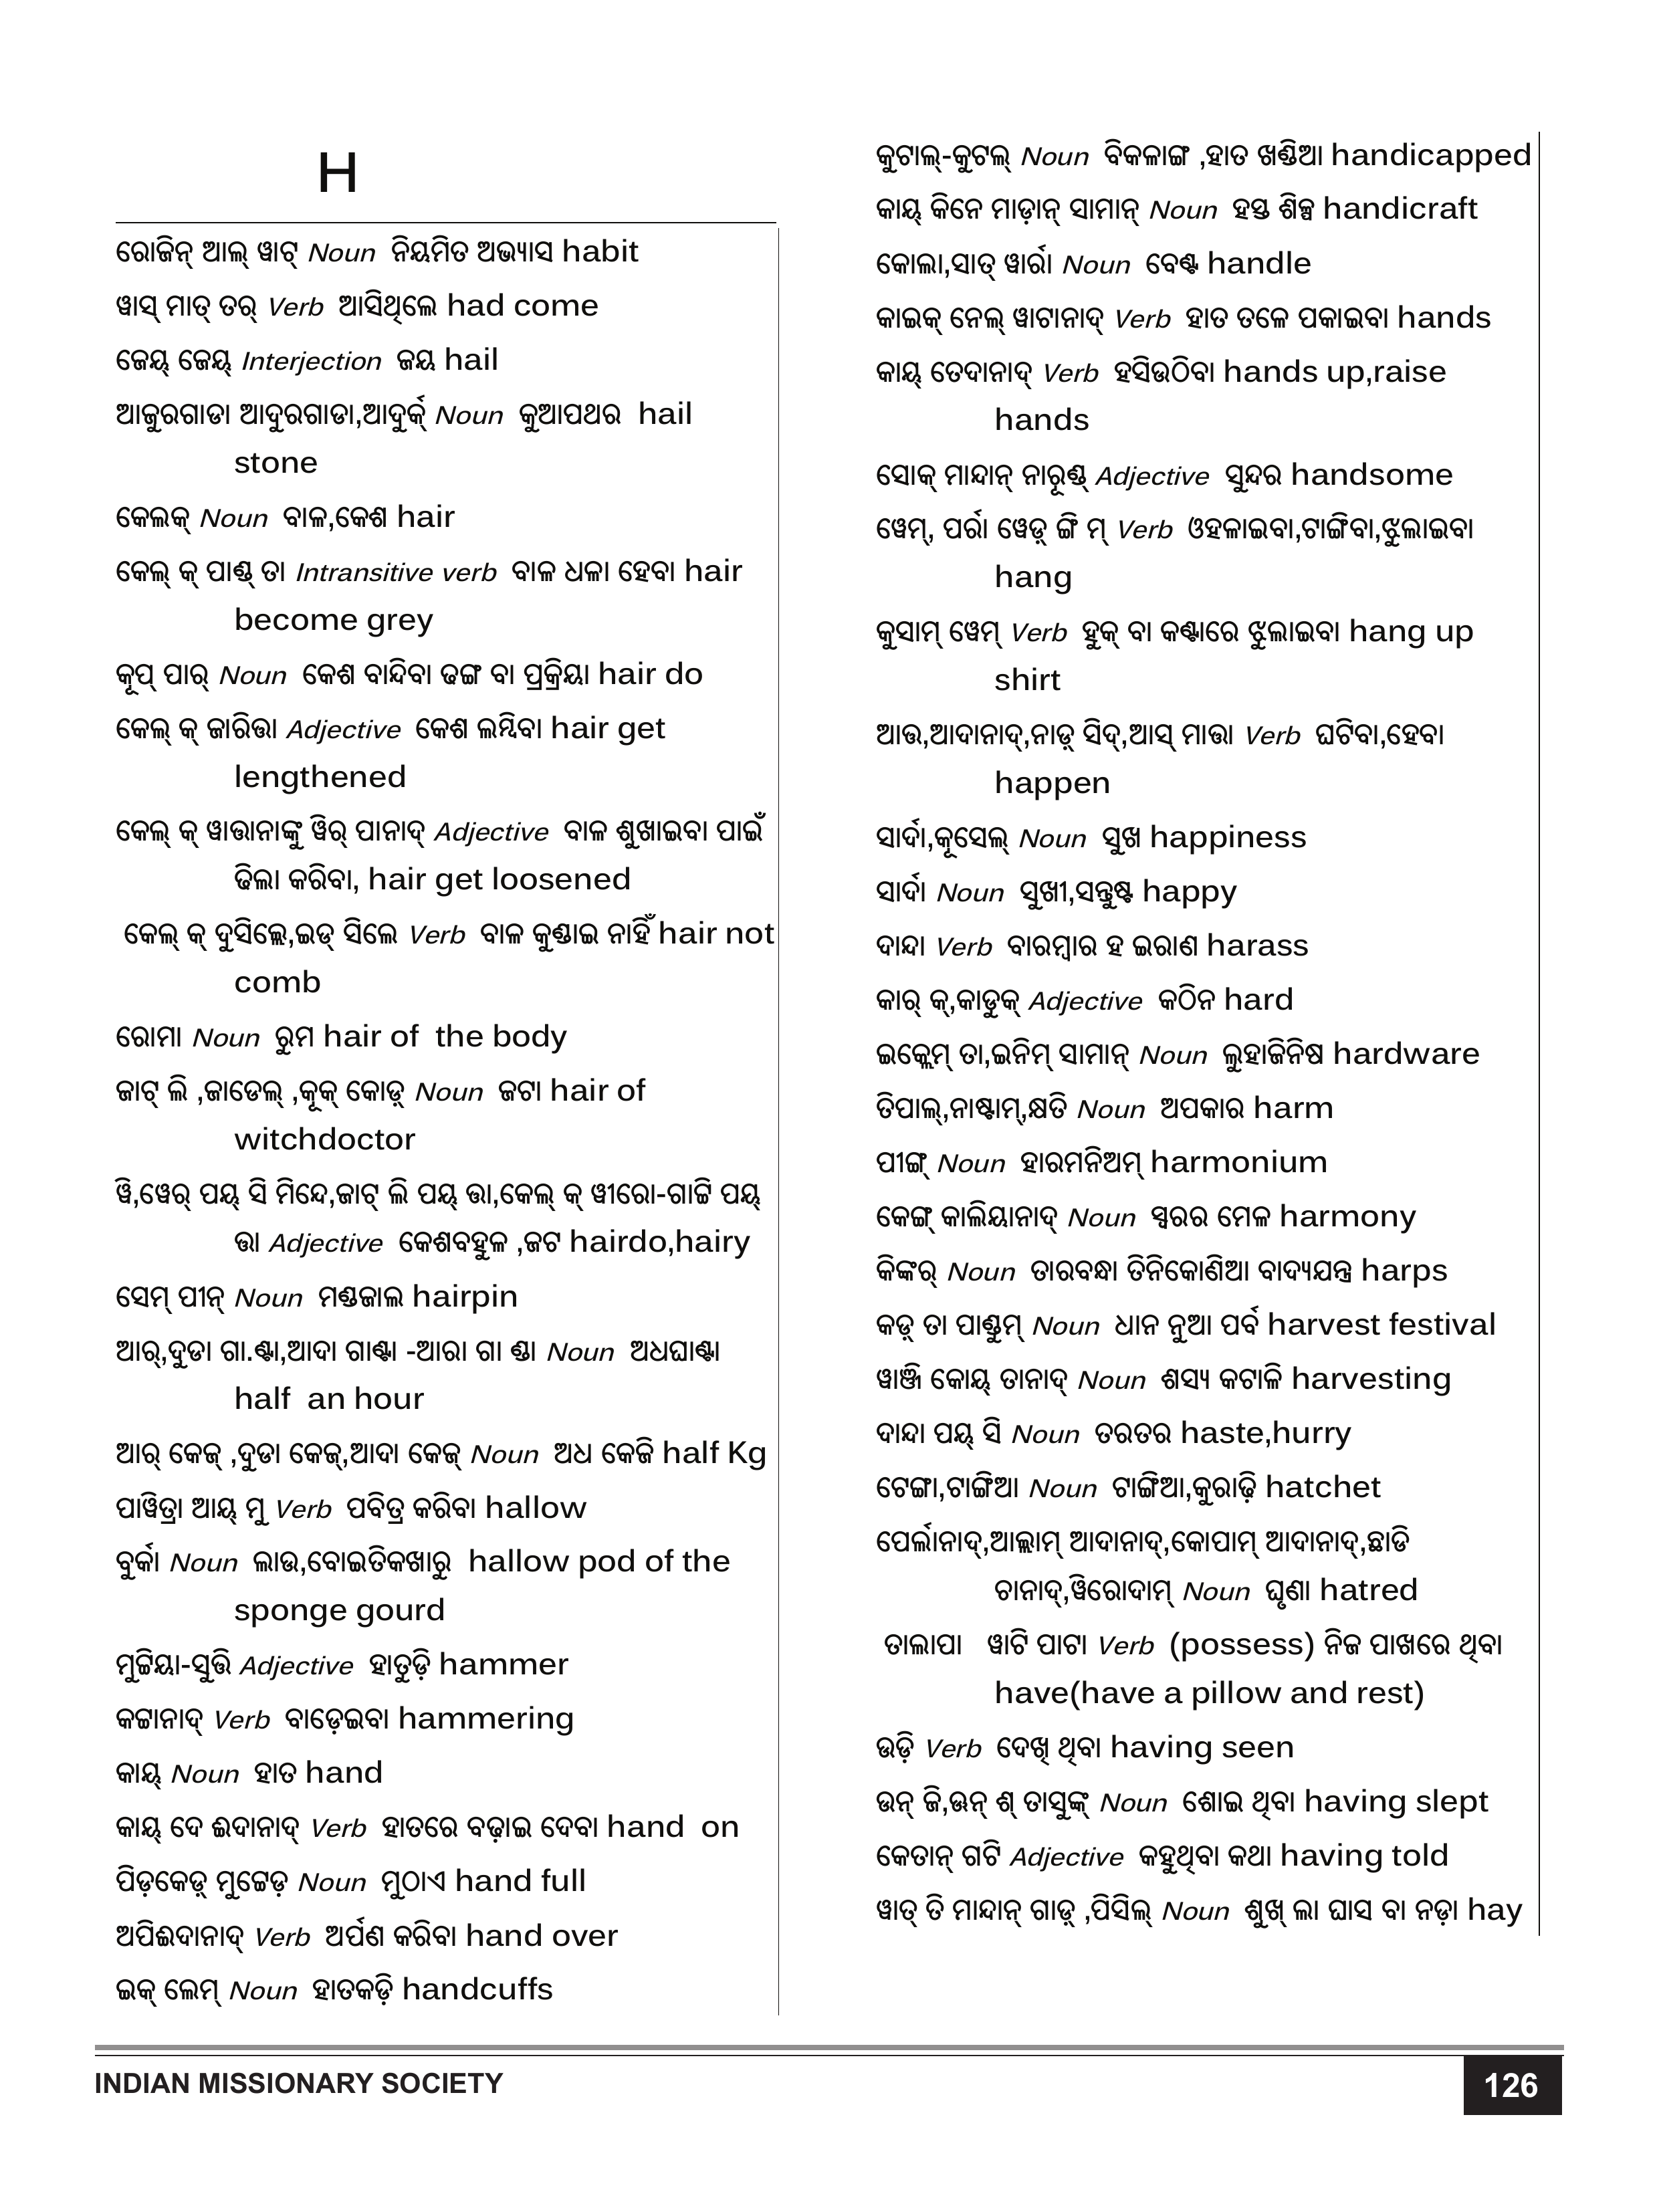 H
ରୋଜିନ୍ ଆଲ୍ ୱାଟ୍ Noun ନିୟମିତ ଅଭ୍ୟାସ habit
ୱାସ୍ ମାତ୍ ତର୍ Verb ଆସିଥିଲେ had come
ଜେୟ୍ ଜେୟ୍ Interjection ଜୟ hail
ଆଜୁରଗାଡା ଆଦୁରଗାଡା,ଆଦୁର୍କ୍ Noun କୁଆପଥର hail
stone
କେଲକ୍ Noun ବାଳ,କେଶ hair
କେଲ୍ କ୍ ପାଣ୍ଡ୍ ତା Intransitive verb ବାଳ ଧଳା ହେବା hair
become grey
କୂପ୍ ପାର୍ Noun କେଶ ବାନ୍ଦିବା ଢଙ୍ଗ ବା ପ୍ରକ୍ରିୟା hair do
କେଲ୍ କ୍ ଜାରିତ୍ତା Adjective କେଶ ଲମ୍ଭିବା hair get
lengthened
କେଲ୍ କ୍ ୱାତ୍ତାନାଙ୍କୁ ୱିର୍ ପାନାଦ୍ Adjective ବାଳ ଶୁଖାଇବା ପାଇଁ
ଢିଲା କରିବା, hair get loosened
କେଲ୍ କ୍ ଦୁସିଲ୍ଲେ,ଇଡ୍ ସିଲେ Verb ବାଳ କୁଣ୍ଡାଇ ନାହିଁ hair not
comb
ରୋମା Noun ରୁମ hair of the body
ଜାଟ୍ ଲି ,ଜାଡେଲ୍ ,କୂକ୍ କୋଡ଼୍ Noun ଜଟା hair of
witchdoctor
ୱି,ୱେର୍ ପୟ୍ ସି ମିନ୍ଦେ,ଜାଟ୍ ଲି ପୟ୍ ତ୍ତା,କେଲ୍ କ୍ ୱୀରୋ-ଗାଟ୍ଟି ପୟ୍
ତ୍ତା Adjective କେଶବହୁଳ ,ଜଟ hairdo,hairy
ସେମ୍ ପୀନ୍ Noun ମଣ୍ଡଜାଲ hairpin
ଆର୍,ଦୁଡା ଗା.ଣ୍ଟା,ଆଦା ଗାଣ୍ଟା -ଆରା ଗା ଣ୍ଡା Noun ଅଧଘାଣ୍ଟା
half an hour
ଆର୍ କେଜ୍ ,ଦୁଡା କେଜ୍,ଆଦା କେଜ୍ Noun ଅଧ କେଜି half Kg
ପାୱିତ୍ରା ଆୟ୍ ମୁ Verb ପବିତ୍ର କରିବା hallow
ବୁର୍କା Noun ଲାଉ,ବୋଇତିକଖାରୁ hallow pod of the
sponge gourd
ମୁଟ୍ଟିୟା-ସୁତ୍ତି Adjective ହାତୁଡ଼ି hammer
କଟ୍ଟାନାଦ୍ Verb ବାଡ଼େଇବା hammering
କାୟ୍ Noun ହାତ hand
କାୟ୍ ଦେ ଈଦାନାଦ୍ Verb ହାତରେ ବଢ଼ାଇ ଦେବା hand on
ପିଡ଼କେଡ଼୍ ମୁଟ୍ଟେଡ଼ Noun ମୁଠାଏ hand full
ଅପିଈଦାନାଦ୍ Verb ଅର୍ପଣ କରିବା hand over
ଇକ୍ ଲେମ୍ Noun ହାତକଡ଼ି handcuffs
କୁଟାଲ୍-କୁଟଲ୍ Noun ବିକଳାଙ୍ଗ ,ହାତ ଖଣ୍ଡିଆ handicapped
କାୟ୍ କିନେ ମାଡ଼ାନ୍ ସାମାନ୍ Noun ହସ୍ତ ଶିଳ୍ପ handicraft
କୋଲା,ସାତ୍ ୱାର୍ରା Noun ବେଣ୍ଟ handle
କାଇକ୍ ନେଲ୍ ୱାଟାନାଦ୍ Verb ହାତ ତଳେ ପକାଇବା hands
କାୟ୍ ତେଦାନାଦ୍ Verb ହସିଉଠିବା hands up,raise
hands
ସୋକ୍ ମାନ୍ଦାନ୍ ନାରୂଣ୍ଡ୍ Adjective ସୁନ୍ଦର handsome
ୱେମ୍, ପର୍ରା ୱେଡ଼୍ ଙ୍ଗି ମ୍ Verb ଓହଳାଇବା,ଟାଙ୍ଗିବା,ଝୁଲାଇବା
hang
କୁସାମ୍ ୱେମ୍ Verb ହୁକ୍ ବା କଣ୍ଟାରେ ଝୁଲାଇବା hang up
shirt
ଆତ୍ତ,ଆଦାନାଦ୍,ନାଡ଼୍ ସିଦ୍,ଆସ୍ ମାତ୍ତା Verb ଘଟିବା,ହେବା
happen
ସାର୍ଦା,କୂସେଲ୍ Noun ସୁଖ happiness
ସାର୍ଦା Noun ସୁଖୀ,ସନ୍ତୁଷ୍ଟ happy
ଦାନ୍ଦା Verb ବାରମ୍ବାର ହ ଇରାଣ harass
କାର୍ କ୍,କାଡୁକ୍ Adjective କଠିନ hard
ଇକ୍ଲେମ୍ ତା,ଇନିମ୍ ସାମାନ୍ Noun ଲୁହାଜିନିଷ hardware
ତିପାଲ୍,ନାଷ୍ଟାମ୍,କ୍ଷତି Noun ଅପକାର harm
ପୀଙ୍ଗ୍ Noun ହାରମନିଅମ୍ harmonium
କେଙ୍ଗ୍ କାଲିୟାନାଦ୍ Noun ସ୍ୱରର ମେଳ harmony
କିଙ୍କର୍ Noun ତାରବନ୍ଧା ତିନିକୋଣିଆ ବାଦ୍ୟଯନ୍ତ୍ର harps
କଡ଼୍ ତା ପାଣ୍ଡୁମ୍ Noun ଧାନ ନୁଆ ପର୍ବ harvest festival
ୱାଞ୍ଜି କୋୟ୍ ତାନାଦ୍ Noun ଶସ୍ୟ କଟାଳି harvesting
ଦାନ୍ଦା ପୟ୍ ସି Noun ତରତର haste,hurry
ଟେଙ୍ଗା,ଟାଙ୍ଗିଆ Noun ଟାଙ୍ଗିଆ,କୁରାଢ଼ି hatchet
ପେର୍ଲାନାଦ୍,ଆଲ୍ଲାମ୍ ଆଦାନାଦ୍,କୋପାମ୍ ଆଦାନାଦ୍,ଛାଡି
ଚାନାଦ୍,ୱିରୋଦାମ୍ Noun ଘୃଣା hatred
ତାଲାପା ୱାଟି ପାଟା Verb (possess) ନିଜ ପାଖରେ ଥିବା
have(have a pillow and rest)
ଉଡ଼ି Verb ଦେଖି ଥିବା having seen
ଉନ୍ ଜି,ଊନ୍ ଶ୍ ତାସୁଙ୍କ୍ Noun ଶୋଇ ଥିବା having slept
କେତାନ୍ ଗଟି Adjective କହୁଥିବା କଥା having told
ୱାତ୍ ତି ମାନ୍ଦାନ୍ ଗାଡ଼୍ ,ପିସିଲ୍ Noun ଶୁଖ୍ ଲା ଘାସ ବା ନଡ଼ା hay
INDIAN MISSIONARY SOCIETY
126